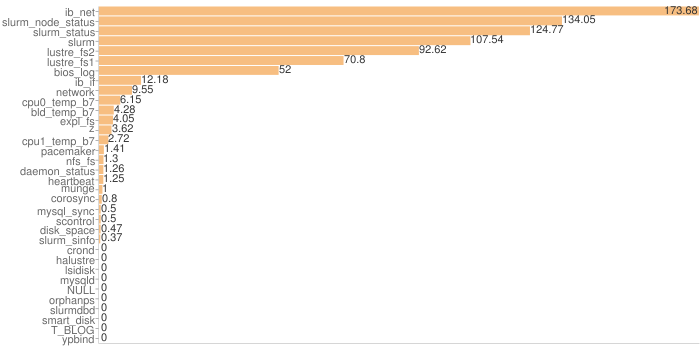 ib_net 173.68
slurm_node_status 134.05
slurm_status 124.77
slurm 107.54
lustre_fs2 92.62
lustre_fs1 70.8
bios_log 52
ib_if 12.18
network 9.55
cpu0_temp_b7 6.15
bld_temp_b7 4.28
expl_fs 4.05
z 3.62
cpu1_temp_b7 2.72
pacemaker 1.41
nfs_fs 1.3
daemon_status 1.26
heartbeat 1.25
munge 1
corosync 0.8
mysql_sync 0.5
scontrol 0.5
disk_space 0.47
slurm_sinfo 0.37
crond 0
halustre 0
lsidisk 0
mysqld 0
NULL 0
orphanps 0
slurmdbd 0
smart_disk 0
T_BLOG 0
ypbind 0